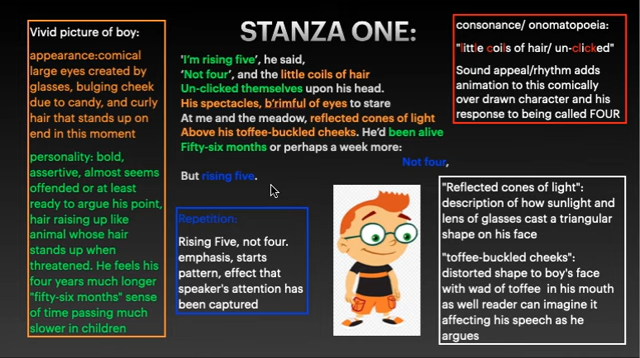 STANZA ONE:
Vivid picture of boy:
appearance:comical
large eyes created by
glasses, bulging cheek
due to candy, and curly
hair that stands up on
end in this moment
personality: bold,
assertive, almost seems
offended or at least
ready to argue his point,
hair raising up like
animal whose hair
stands up when
threatened. He feels his
four years much longer
"fifty-six months" sense
of time passing much
slower in children
'I'm rising five', he said,
'Not four', and the little coils of hair
Un-clicked themselves upon his head.
His spectacles, b'rimful of eyes to stare
At me and the meadow, reflected cones of light
Above his toffee-buckled cheeks. He'd been alive
Fifty-six months or perhaps a week more:
Not four,
But rising five.
Repetition:
Rising Five, not four.
emphasis, starts
pattern, effect that
speaker's attention has
been captured
consonance/ onomatopoeia:
"little coils of hair/ un-clicked"
Sound appeal/rhythm adds
animation to this comically
over drawn character and his
response to being called FOUR
"Reflected cones of light":
description of how sunlight and
lens of glasses cast a triangular
shape on his face
"toffee-buckled cheeks":
distorted shape to boy's face
with wad of toffee in his mouth
as well reader can imagine it
affecting his speech as he
argues